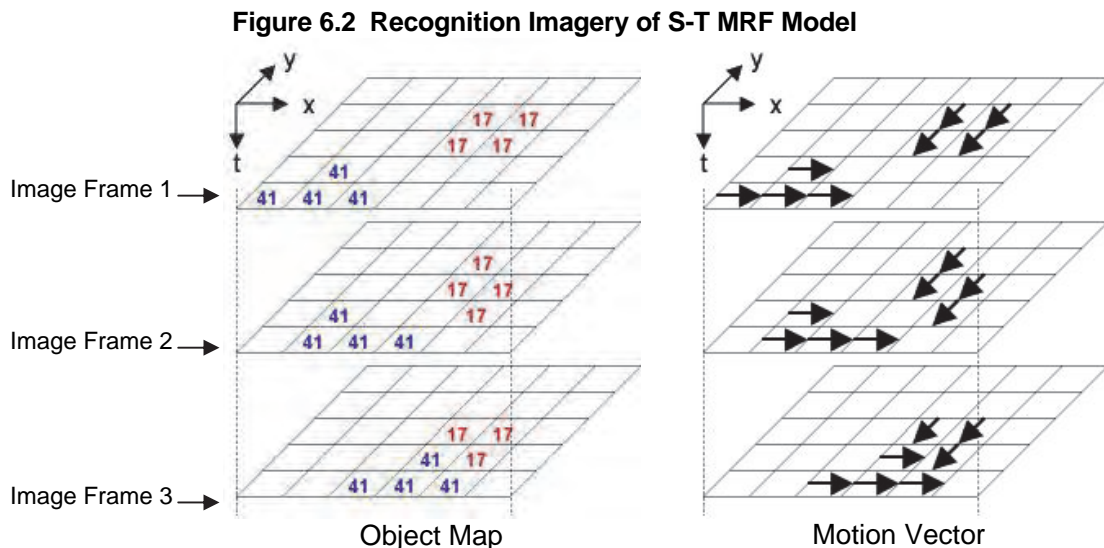 Figure 6.2 Recognition Imagery of S-T MRF Model
y
x
t
17 17
17 17
41
Image Frame 1
41 41 41
17
17 17
41 17
Image Frame 2
41 41 41
17 17
41 17
41 41 41
Image Frame 3
Object Map
y
x
t
Motion Vector